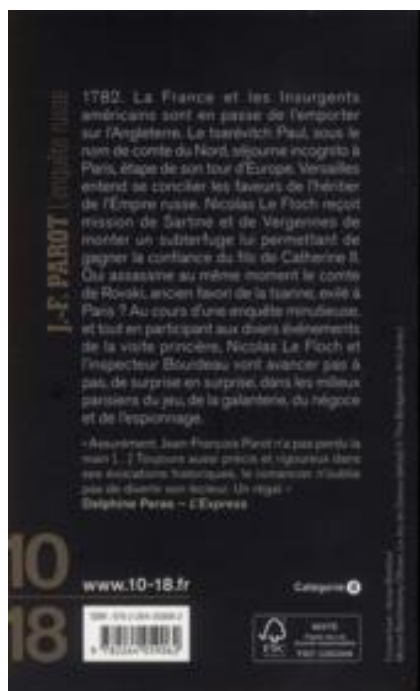 J.-F. PAROT L'enquête russe
1782. La France et les Insurgents
américains sont en passe de l'emporter
sur l'Angleterre. Le tsarévitch Paul, sous le
nom de comte du Nord, séjourne incognito à
Paris, étape de son tour d'Europe. Versailles
entend se concilier les faveurs de l'héritier
de l'Empire russe. Nicolas Le Floch reçoit
mission de Sartine et de Vergennes de
monter un subterfuge lui permettant de
gagner la confiance du fils de Catherine II.
Qui assassine au même moment le comte
de Rovski, ancien favori de la tsarine, exilé à
Paris ? Au cours d'une enquête minutieuse,
et tout en participant aux divers événements
de la visite princière, Nicolas Le Floch et
l'inspecteur Bourdeau vont avancer pas à
pas, de surprise en surprise, dans les milieux
parisiens du jeu, de la galanterie, du négoce
et de l'espionnage.
« Assurément, Jean-François Parot n'a pas perdu la
main [...] Toujours aussi précis et rigoureux dans
ses évocations historiques, le romancier n'oublie
pas de divertir son lecteur. Un régal »
Delphine Peras – L'Express
10
18
www.10-18.fr
Catégorie
FSC
MIXTE